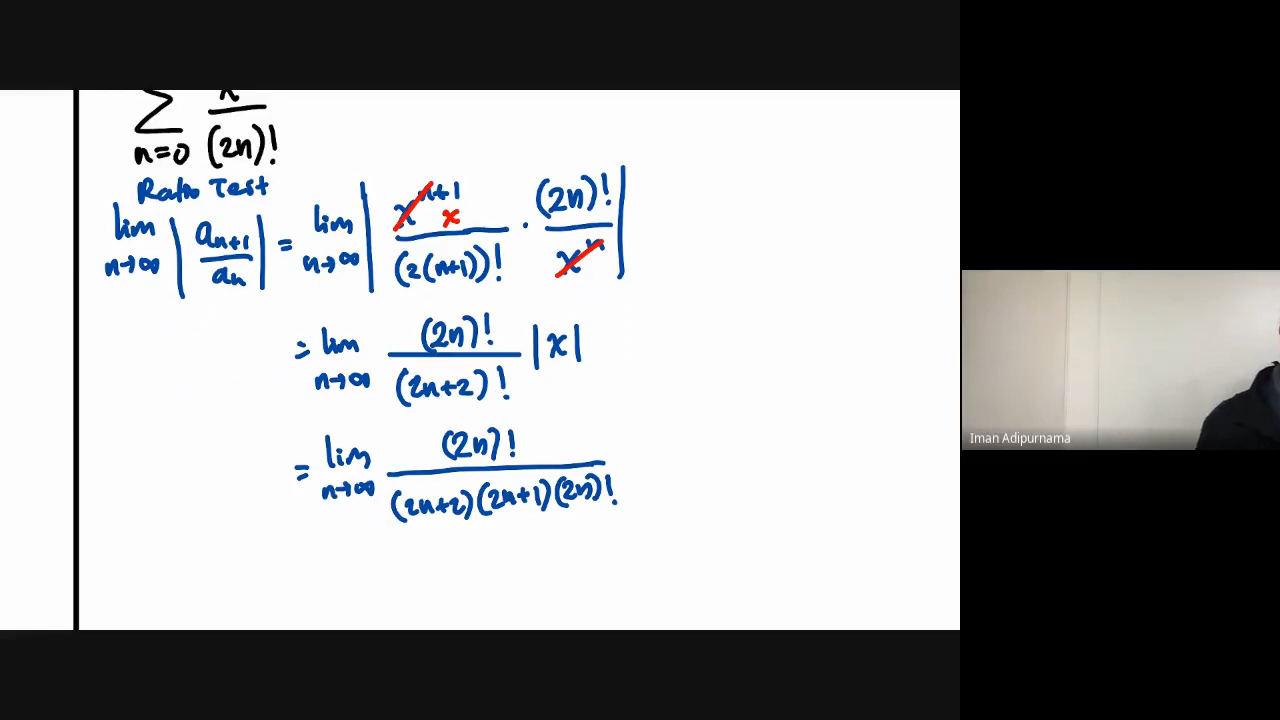 ∑ n=0 x / (2n)!
Ratio Test
lim n→∞ | a_{n+1} / a_n | = lim n→∞ | x^{n+1} x / (2(n+1))! · (2n)! / x^n |
= lim n→∞ (2n)! / (2n+2)! |x|
= lim n→∞ (2n)! / (2n+2)(2n+1)(2n)!
Iman Adipurnama